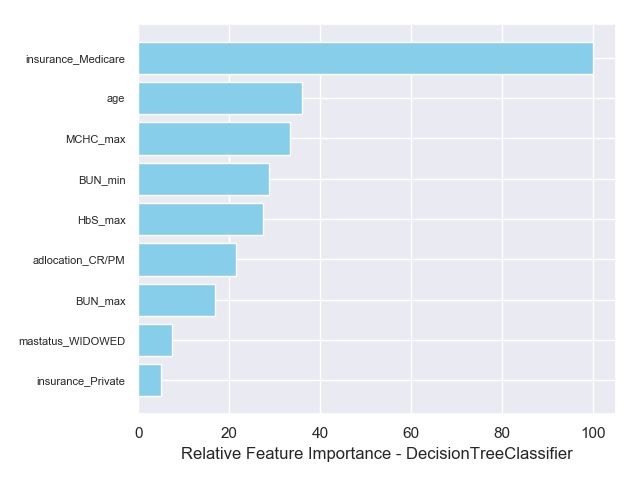 insurance_Medicare
age
MCHC_max
BUN_min
HbS_max
adlocation_CR/PM
BUN_max
mastatus_WIDOWED
insurance_Private
0 20 40 60 80 100
Relative Feature Importance - DecisionTreeClassifier